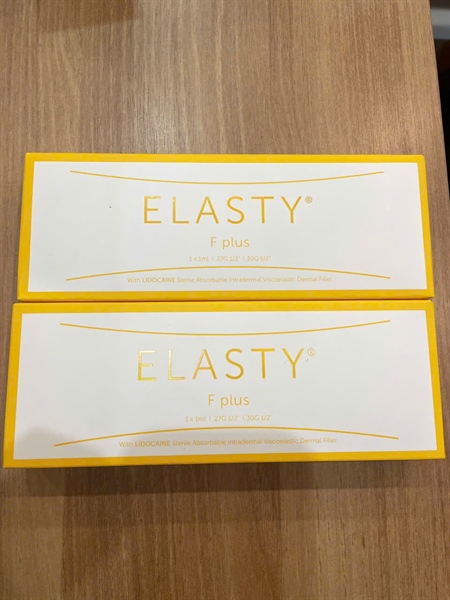 ELASTY®
F plus
1 x 1ml | 27G 1/2" | 30G 1/2"
With LIDOCAINE Sterile Absorbable Intradermal Viscoelastic Dermal Filler
ELASTY®
F plus
1 x 1ml | 27G 1/2" | 30G 1/2"
With LIDOCAINE Sterile Absorbable Intradermal Viscoelastic Dermal Filler